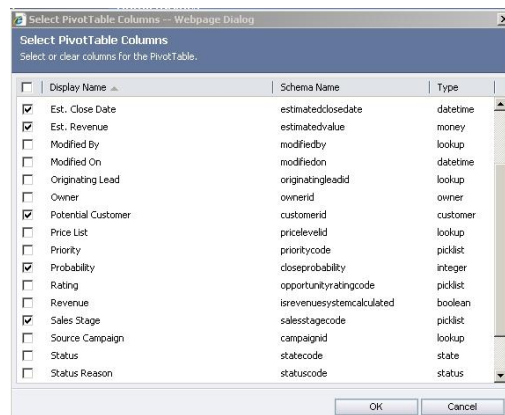 Select PivotTable Columns -- Webpage Dialog
Select PivotTable Columns
Select or clear columns for the PivotTable.
Display Name Schema Name Type
Est. Close Date estimatedclosedate datetime
Est. Revenue estimatedvalue money
Modified By modifiedby lookup
Modified On modifiedon datetime
Originating Lead originatingleadid lookup
Owner ownerid owner
Potential Customer customerid customer
Price List pricelevelid lookup
Priority prioritycode picklist
Probability closeprobability integer
Rating opportunityratingcode picklist
Revenue isrevenuesystemcalculated boolean
Sales Stage salesstagecode picklist
Source Campaign campaignid lookup
Status statecode state
Status Reason statuscode status
OK Cancel